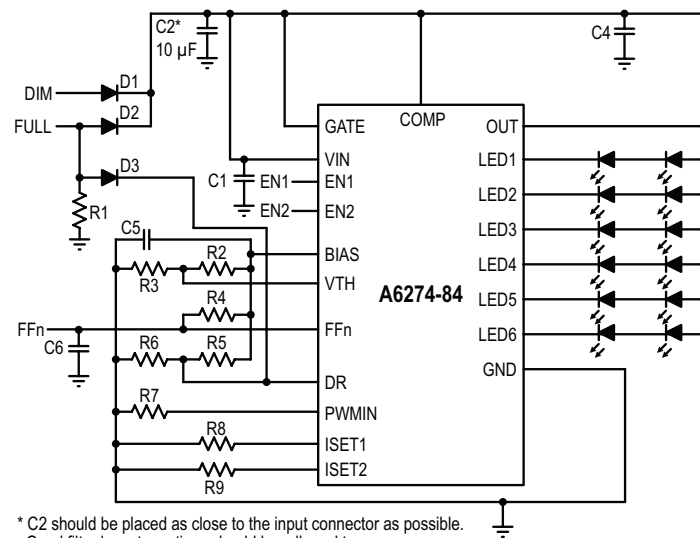 C2*
10 µF
C4
D1
DIM
D2
FULL
D3
R1
C1
EN1
EN2
C5
R2
R3
R4
FFn
C6
R6
R5
R7
R8
R9
GATE
COMP
OUT
VIN
LED1
EN1
LED2
EN2
LED3
BIAS
LED4
VTH
A6274-84
LED5
FFn
LED6
GND
DR
PWMIN
ISET1
ISET2
* C2 should be placed as close to the input connector as possible.